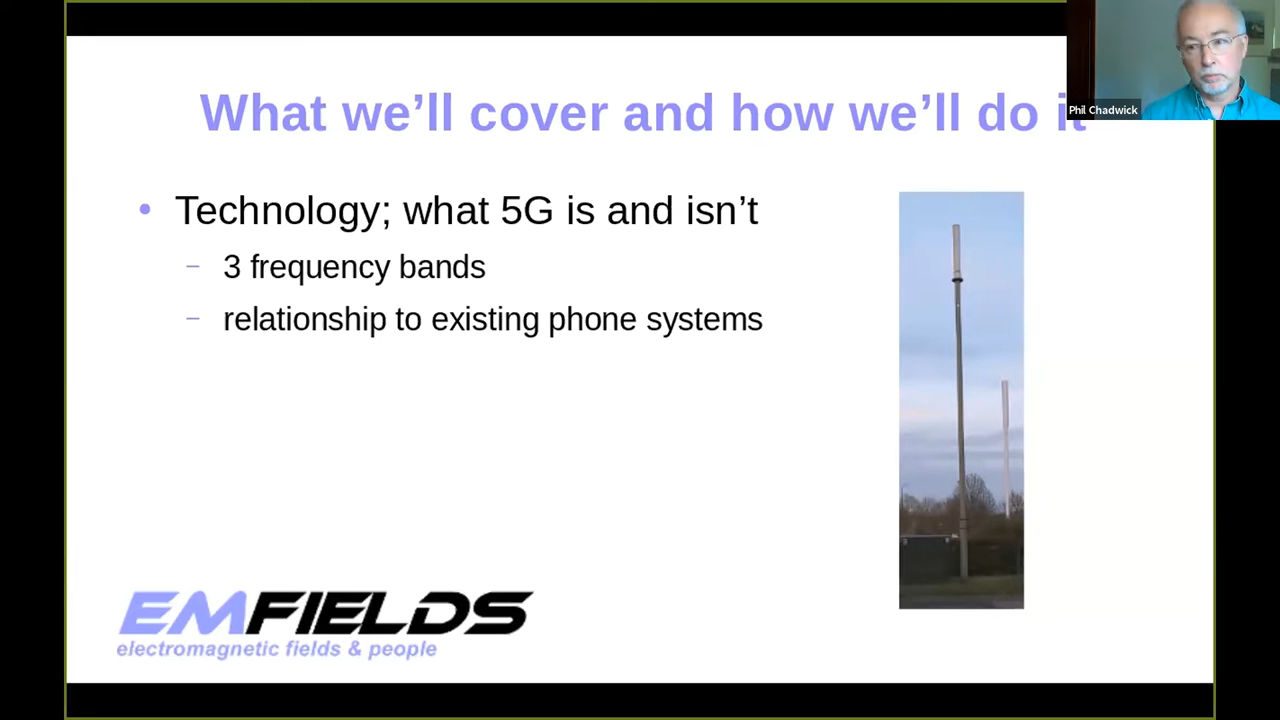 What we'll cover and how we'll do it
Phil Chadwick
• Technology; what 5G is and isn't
– 3 frequency bands
– relationship to existing phone systems
EMFIELDS
electromagnetic fields & people